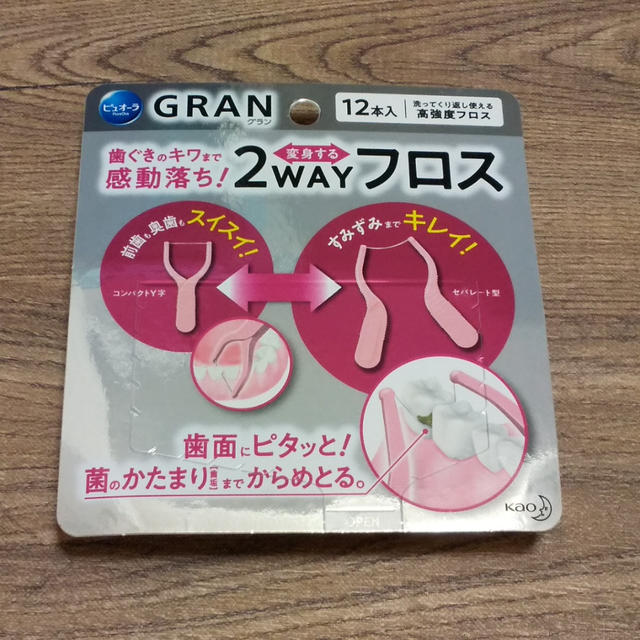 ピュオーラ
PureOra
GRAN
グラン
12本入
洗ってくり返し使える
高強度フロス
歯ぐきのキワまで
感動落ち!
変身する
2WAYフロス
前歯も奥歯もスイスイ!
コンパクトY字
すみずみまでキレイ!
セパレート型
歯面にピタッと!
菌のかたまり[歯垢]までからめとる。
OPEN
Kao